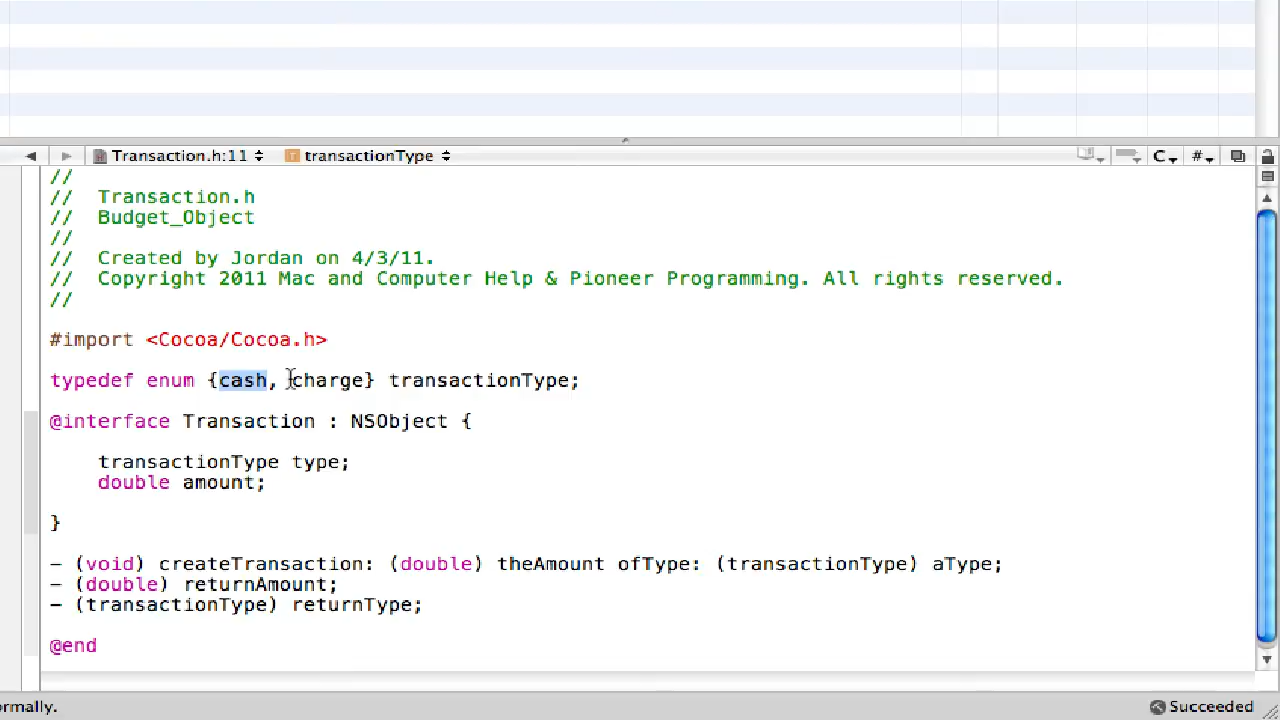 Transaction.h:11 transactionType C #
//
// Transaction.h
// Budget_Object
//
// Created by Jordan on 4/3/11.
// Copyright 2011 Mac and Computer Help & Pioneer Programming. All rights reserved.
//
#import <Cocoa/Cocoa.h>
typedef enum {cash, charge} transactionType;
@interface Transaction : NSObject {
transactionType type;
double amount;
}
- (void) createTransaction: (double) theAmount ofType: (transactionType) aType;
- (double) returnAmount;
- (transactionType) returnType;
@end
ormally. Succeeded